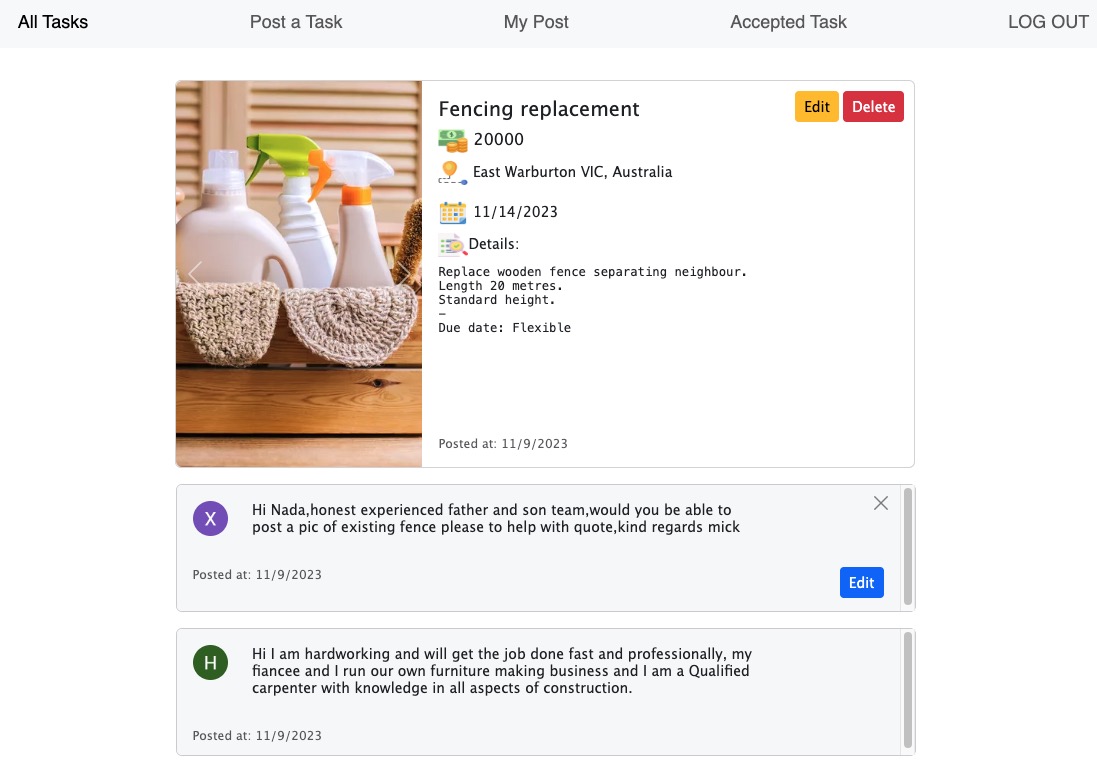 All Tasks
Post a Task
My Post
Accepted Task
LOG OUT
Fencing replacement
Edit
Delete
20000
East Warburton VIC, Australia
11/14/2023
Details:
Replace wooden fence separating neighbour.
Length 20 metres.
Standard height.
–
Due date: Flexible
Posted at: 11/9/2023
X
Hi Nada,honest experienced father and son team,would you be able to
post a pic of existing fence please to help with quote,kind regards mick
Posted at: 11/9/2023
Edit
H
Hi I am hardworking and will get the job done fast and professionally, my
fiancee and I run our own furniture making business and I am a Qualified
carpenter with knowledge in all aspects of construction.
Posted at: 11/9/2023